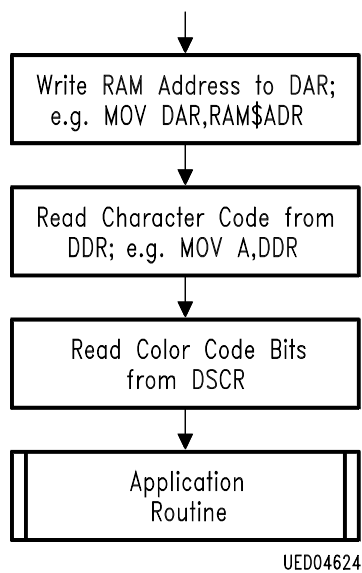 Write RAM Address to DAR;
e.g. MOV DAR,RAM$ADR
Read Character Code from
DDR; e.g. MOV A,DDR
Read Color Code Bits
from DSCR
Application
Routine
UED04624